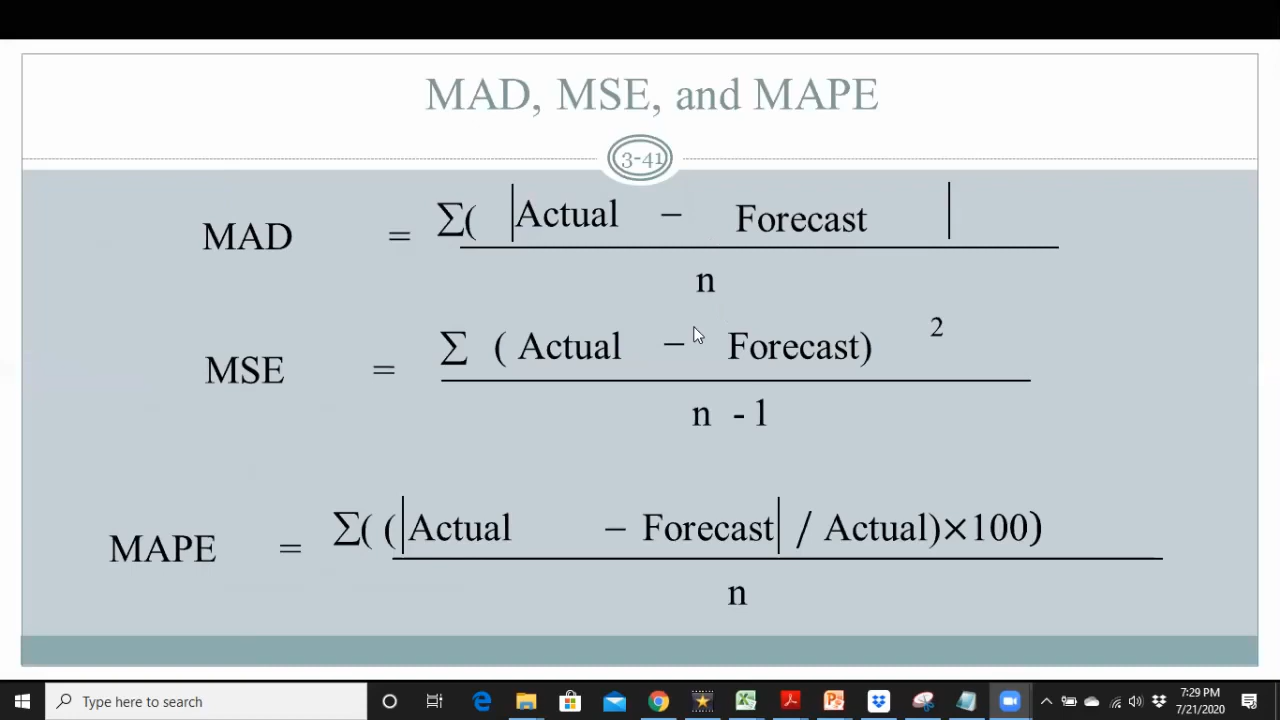 MAD, MSE, and MAPE
3-41
MAD = ∑( |Actual − Forecast |
n
MSE = ∑ ( Actual − Forecast) 2
n - 1
MAPE = ∑( (|Actual − Forecast| / Actual)×100)
n
Type here to search
7:29 PM
7/21/2020